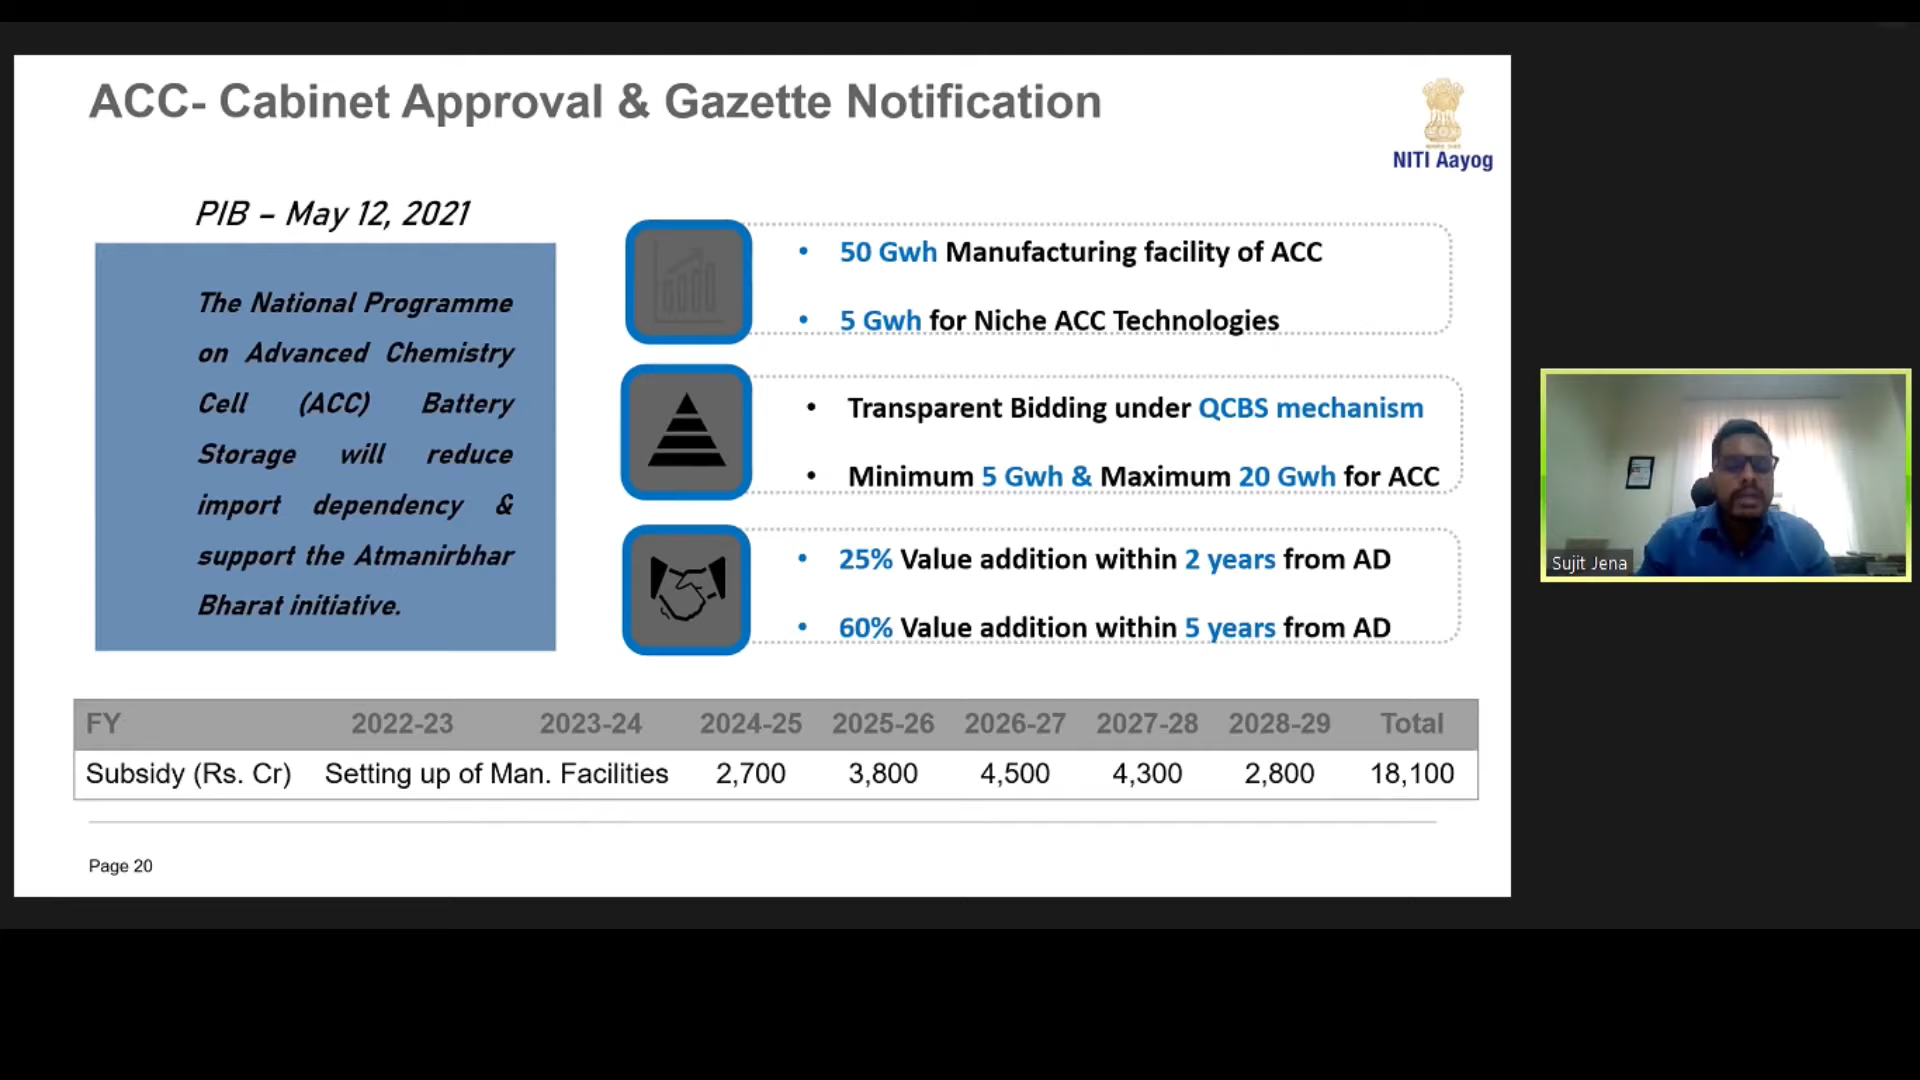 ACC- Cabinet Approval & Gazette Notification
NITI Aayog
PIB – May 12, 2021
The National Programme
on Advanced Chemistry
Cell (ACC) Battery
Storage will reduce
import dependency &
support the Atmanirbhar
Bharat initiative.
• 50 Gwh Manufacturing facility of ACC
• 5 Gwh for Niche ACC Technologies
• Transparent Bidding under QCBS mechanism
• Minimum 5 Gwh & Maximum 20 Gwh for ACC
• 25% Value addition within 2 years from AD
• 60% Value addition within 5 years from AD
FY 2022-23 2023-24 2024-25 2025-26 2026-27 2027-28 2028-29 Total
Subsidy (Rs. Cr) Setting up of Man. Facilities 2,700 3,800 4,500 4,300 2,800 18,100
Page 20
Sujit Jena